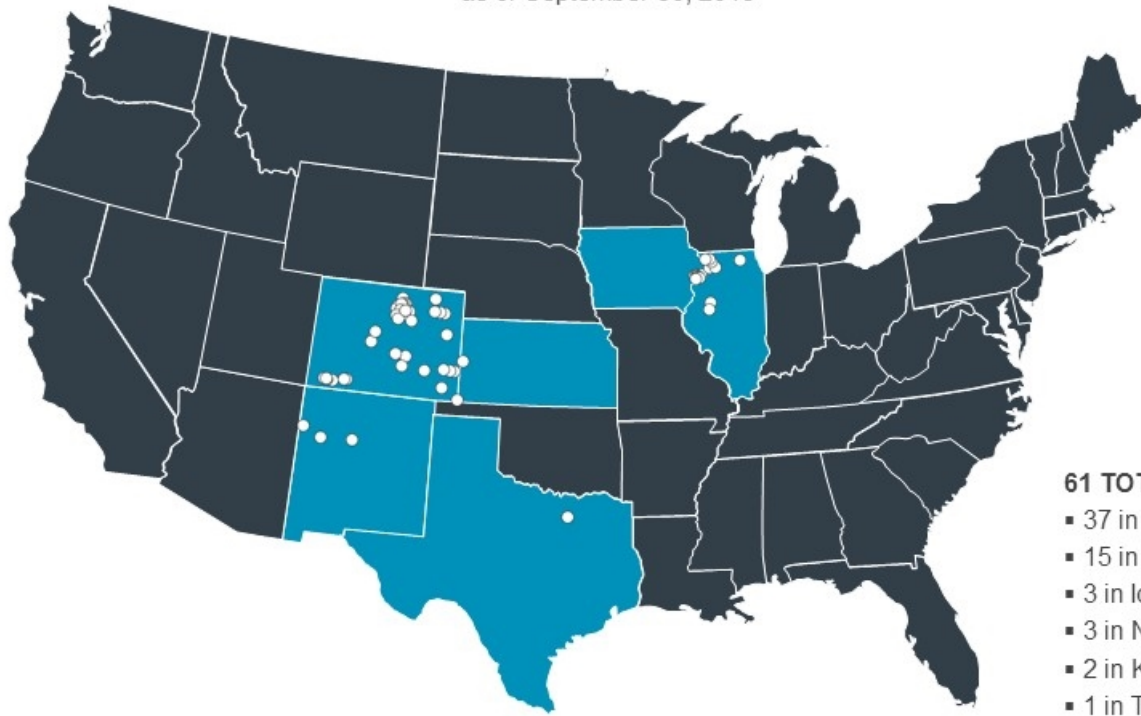 61 TOT
▪ 37 in
▪ 15 in
▪ 3 in Io
▪ 3 in N
▪ 2 in K
▪ 1 in T